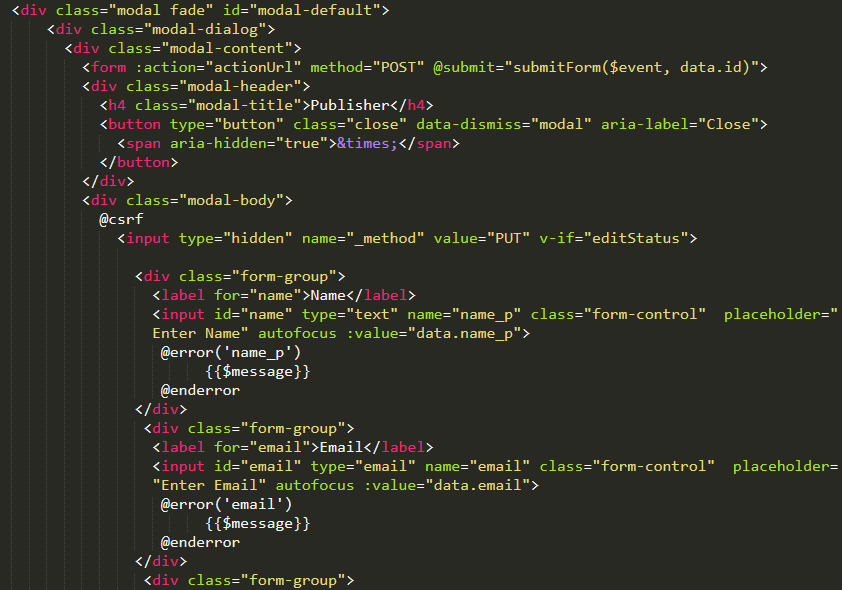 <div class="modal fade" id="modal-default">
<div class="modal-dialog">
<div class="modal-content">
<form :action="actionUrl" method="POST" @submit="submitForm($event, data.id)">
<div class="modal-header">
<h4 class="modal-title">Publisher</h4>
<button type="button" class="close" data-dismiss="modal" aria-label="Close">
<span aria-hidden="true">&times;</span>
</button>
</div>
<div class="modal-body">
@csrf
<input type="hidden" name="_method" value="PUT" v-if="editStatus">
<div class="form-group">
<label for="name">Name</label>
<input id="name" type="text" name="name_p" class="form-control"  placeholder="
Enter Name" autofocus :value="data.name_p">
@error('name_p')
{{$message}}
@enderror
</div>
<div class="form-group">
<label for="email">Email</label>
<input id="email" type="email" name="email" class="form-control"  placeholder=
"Enter Email" autofocus :value="data.email">
@error('email')
{{$message}}
@enderror
</div>
<div class="form-group">